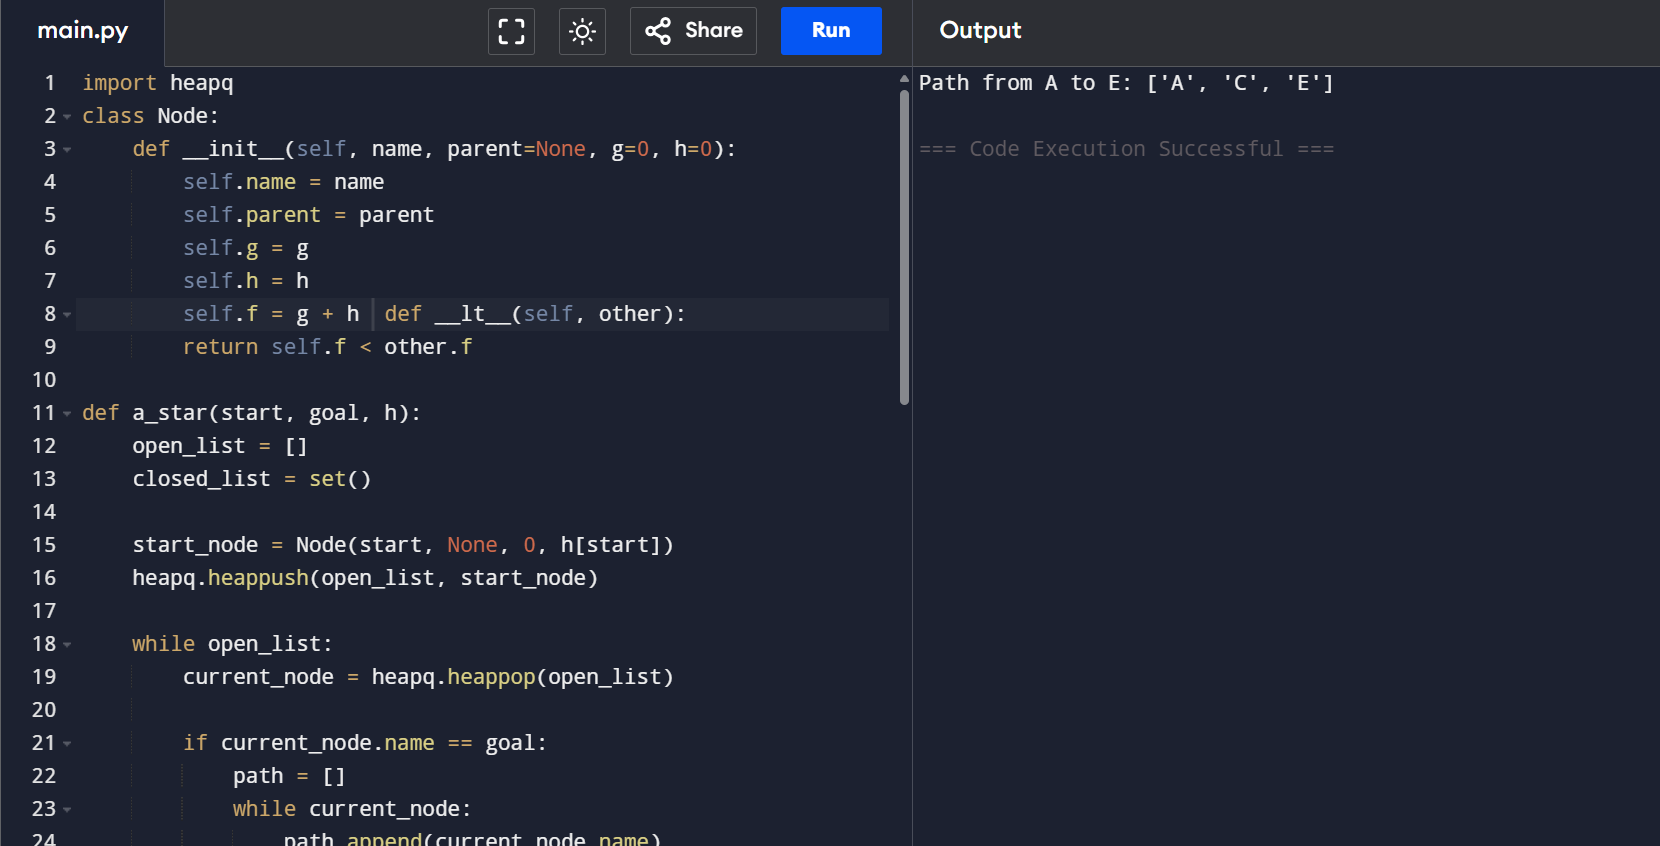 main.py
Share
Run
Output
1 import heapq
2 class Node:
3     def __init__(self, name, parent=None, g=0, h=0):
4         self.name = name
5         self.parent = parent
6         self.g = g
7         self.h = h
8         self.f = g + h  def __lt__(self, other):
9         return self.f < other.f
10
11 def a_star(start, goal, h):
12     open_list = []
13     closed_list = set()
14
15     start_node = Node(start, None, 0, h[start])
16     heapq.heappush(open_list, start_node)
17
18     while open_list:
19         current_node = heapq.heappop(open_list)
20
21         if current_node.name == goal:
22             path = []
23             while current_node:
24                 path.append(current_node.name)
Path from A to E: ['A', 'C', 'E']
=== Code Execution Successful ===